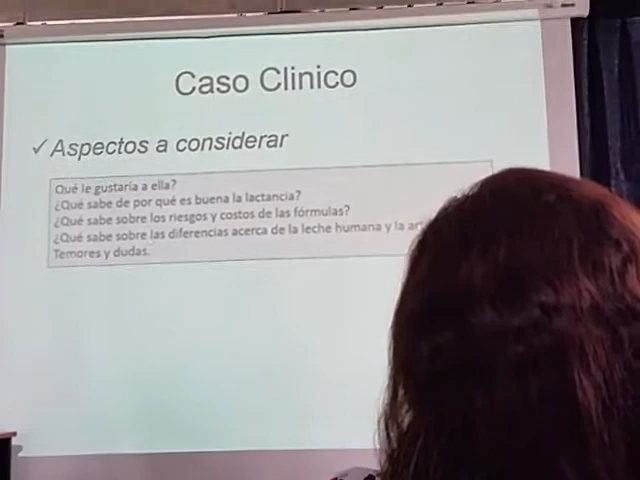 Caso Clinico
✓ Aspectos a considerar
Qué le gustaría a ella?
¿Qué sabe de por qué es buena la lactancia?
¿Qué sabe sobre los riesgos y costos de las fórmulas?
¿Qué sabe sobre las diferencias acerca de la leche humana y la
Temores y dudas.